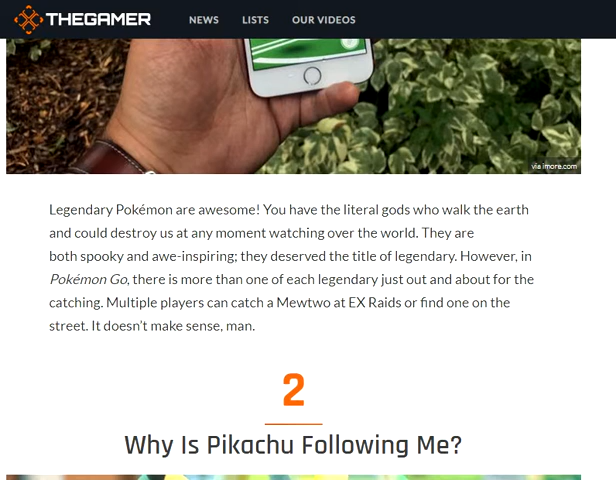 THEGAMER NEWS LISTS OUR VIDEOS
via imore.com
Legendary Pokémon are awesome! You have the literal gods who walk the earth
and could destroy us at any moment watching over the world. They are
both spooky and awe-inspiring; they deserved the title of legendary. However, in
Pokémon Go, there is more than one of each legendary just out and about for the
catching. Multiple players can catch a Mewtwo at EX Raids or find one on the
street. It doesn’t make sense, man.
2
Why Is Pikachu Following Me?